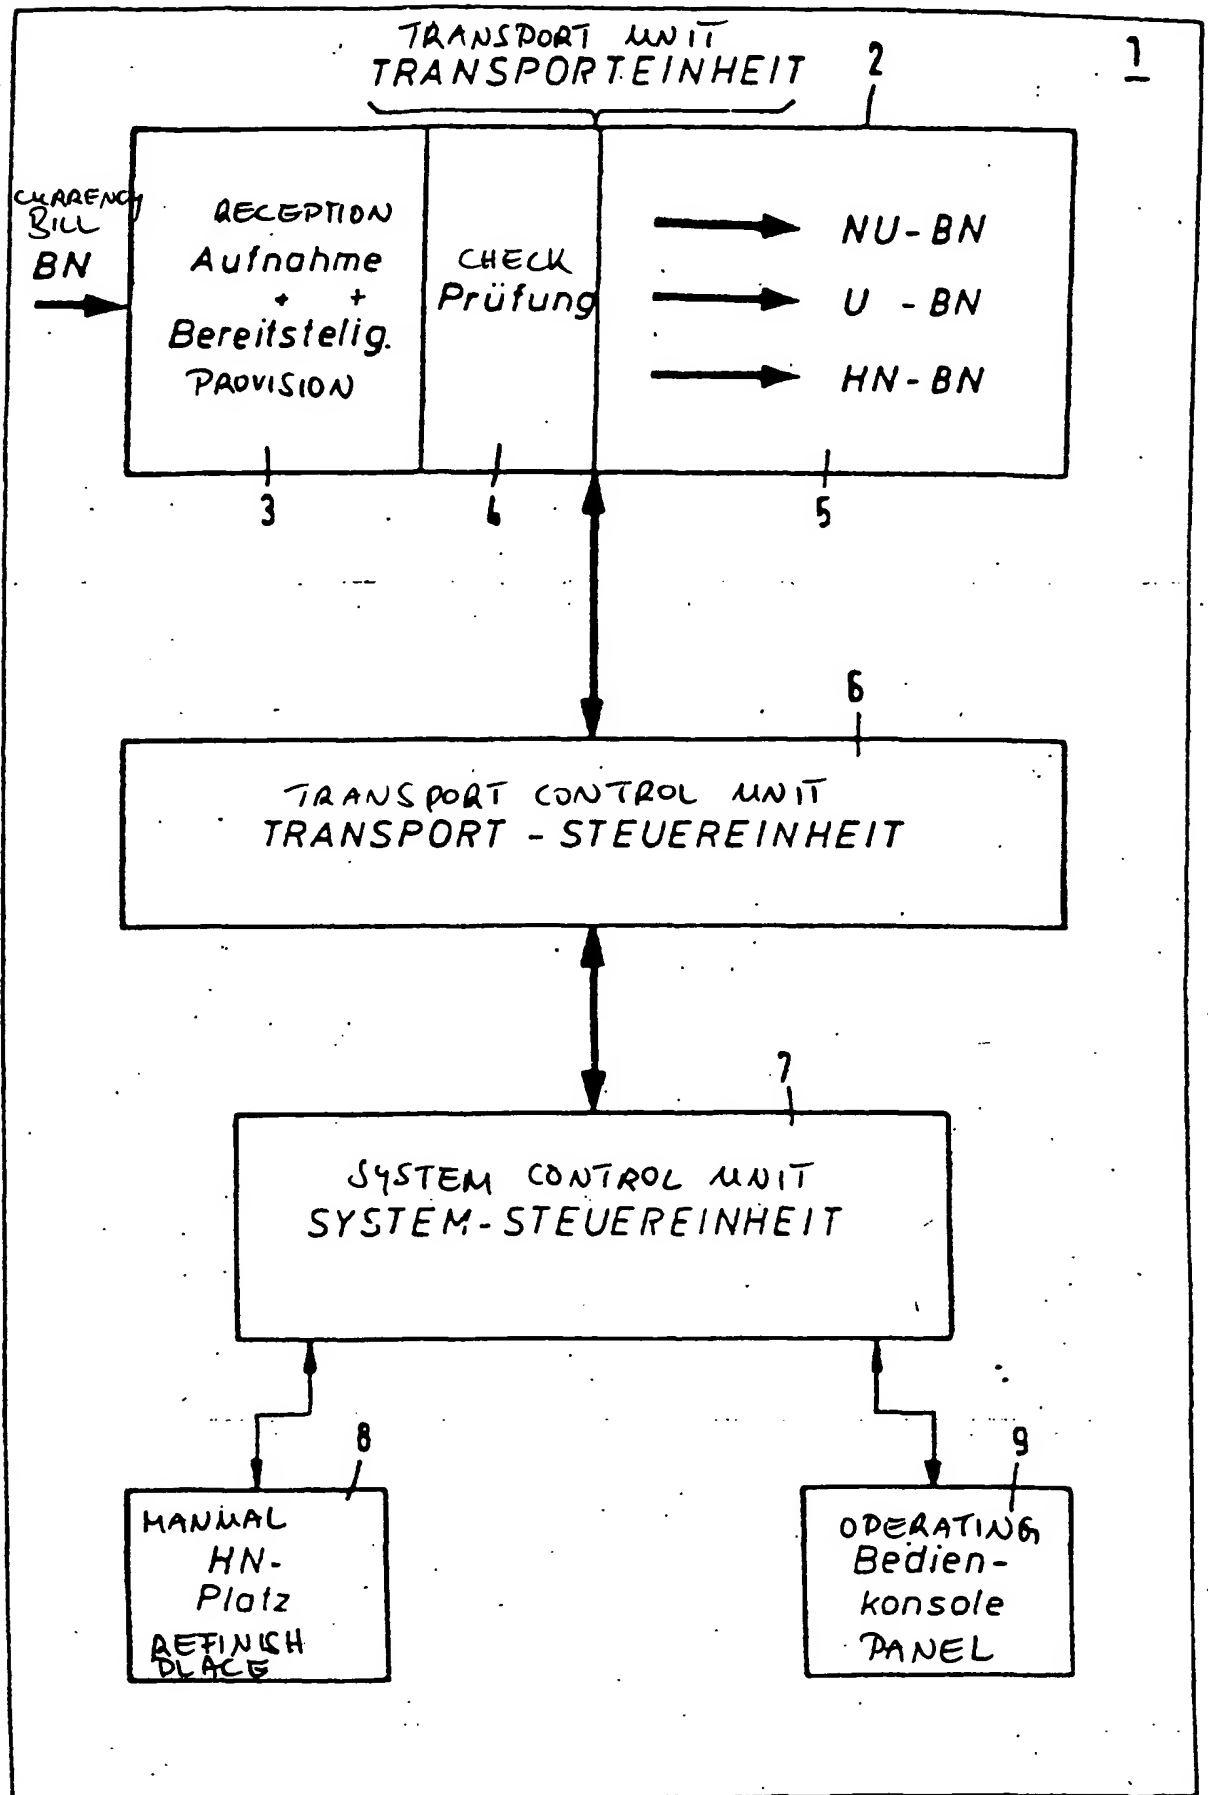 TRANSPORT UNIT
TRANSPORTEINHEIT
2
1
CURRENCY
BILL
BN
RECEPTION
Aufnahme
+ +
Bereitstellg.
PROVISION
CHECK
Prüfung
NU-BN
U - BN
HN-BN
3
4
5
6
TRANSPORT CONTROL UNIT
TRANSPORT - STEUEREINHEIT
7
SYSTEM CONTROL UNIT
SYSTEM-STEUEREINHEIT
8
MANUAL
HN-
Platz
REFINISH
PLACE
9
OPERATING
Bedien-
konsole
PANEL